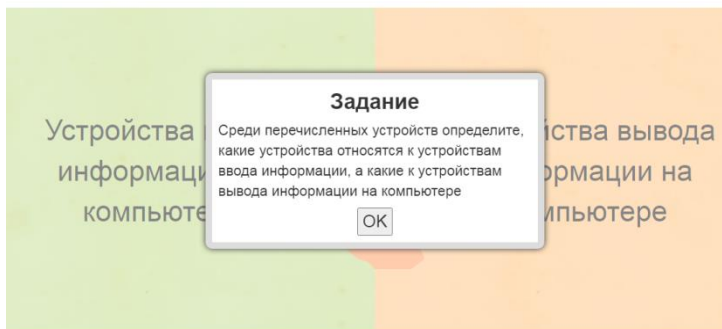 Задание
Среди перечисленных устройств определите,
какие устройства относятся к устройствам
ввода информации, а какие к устройствам
вывода информации на компьютере
OK
Устройства
информаци
компьюте
йства вывода
рмации на
мпьютере